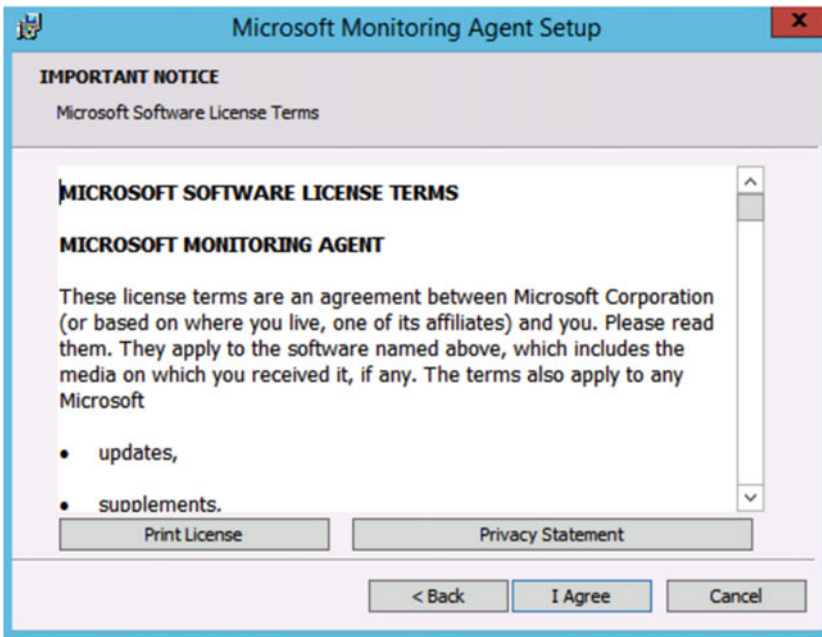 Microsoft Monitoring Agent Setup
x
IMPORTANT NOTICE
Microsoft Software License Terms
MICROSOFT SOFTWARE LICENSE TERMS
MICROSOFT MONITORING AGENT
These license terms are an agreement between Microsoft Corporation
(or based on where you live, one of its affiliates) and you. Please read
them. They apply to the software named above, which includes the
media on which you received it, if any. The terms also apply to any
Microsoft
• updates,
• supplements,
Print License
Privacy Statement
< Back
I Agree
Cancel